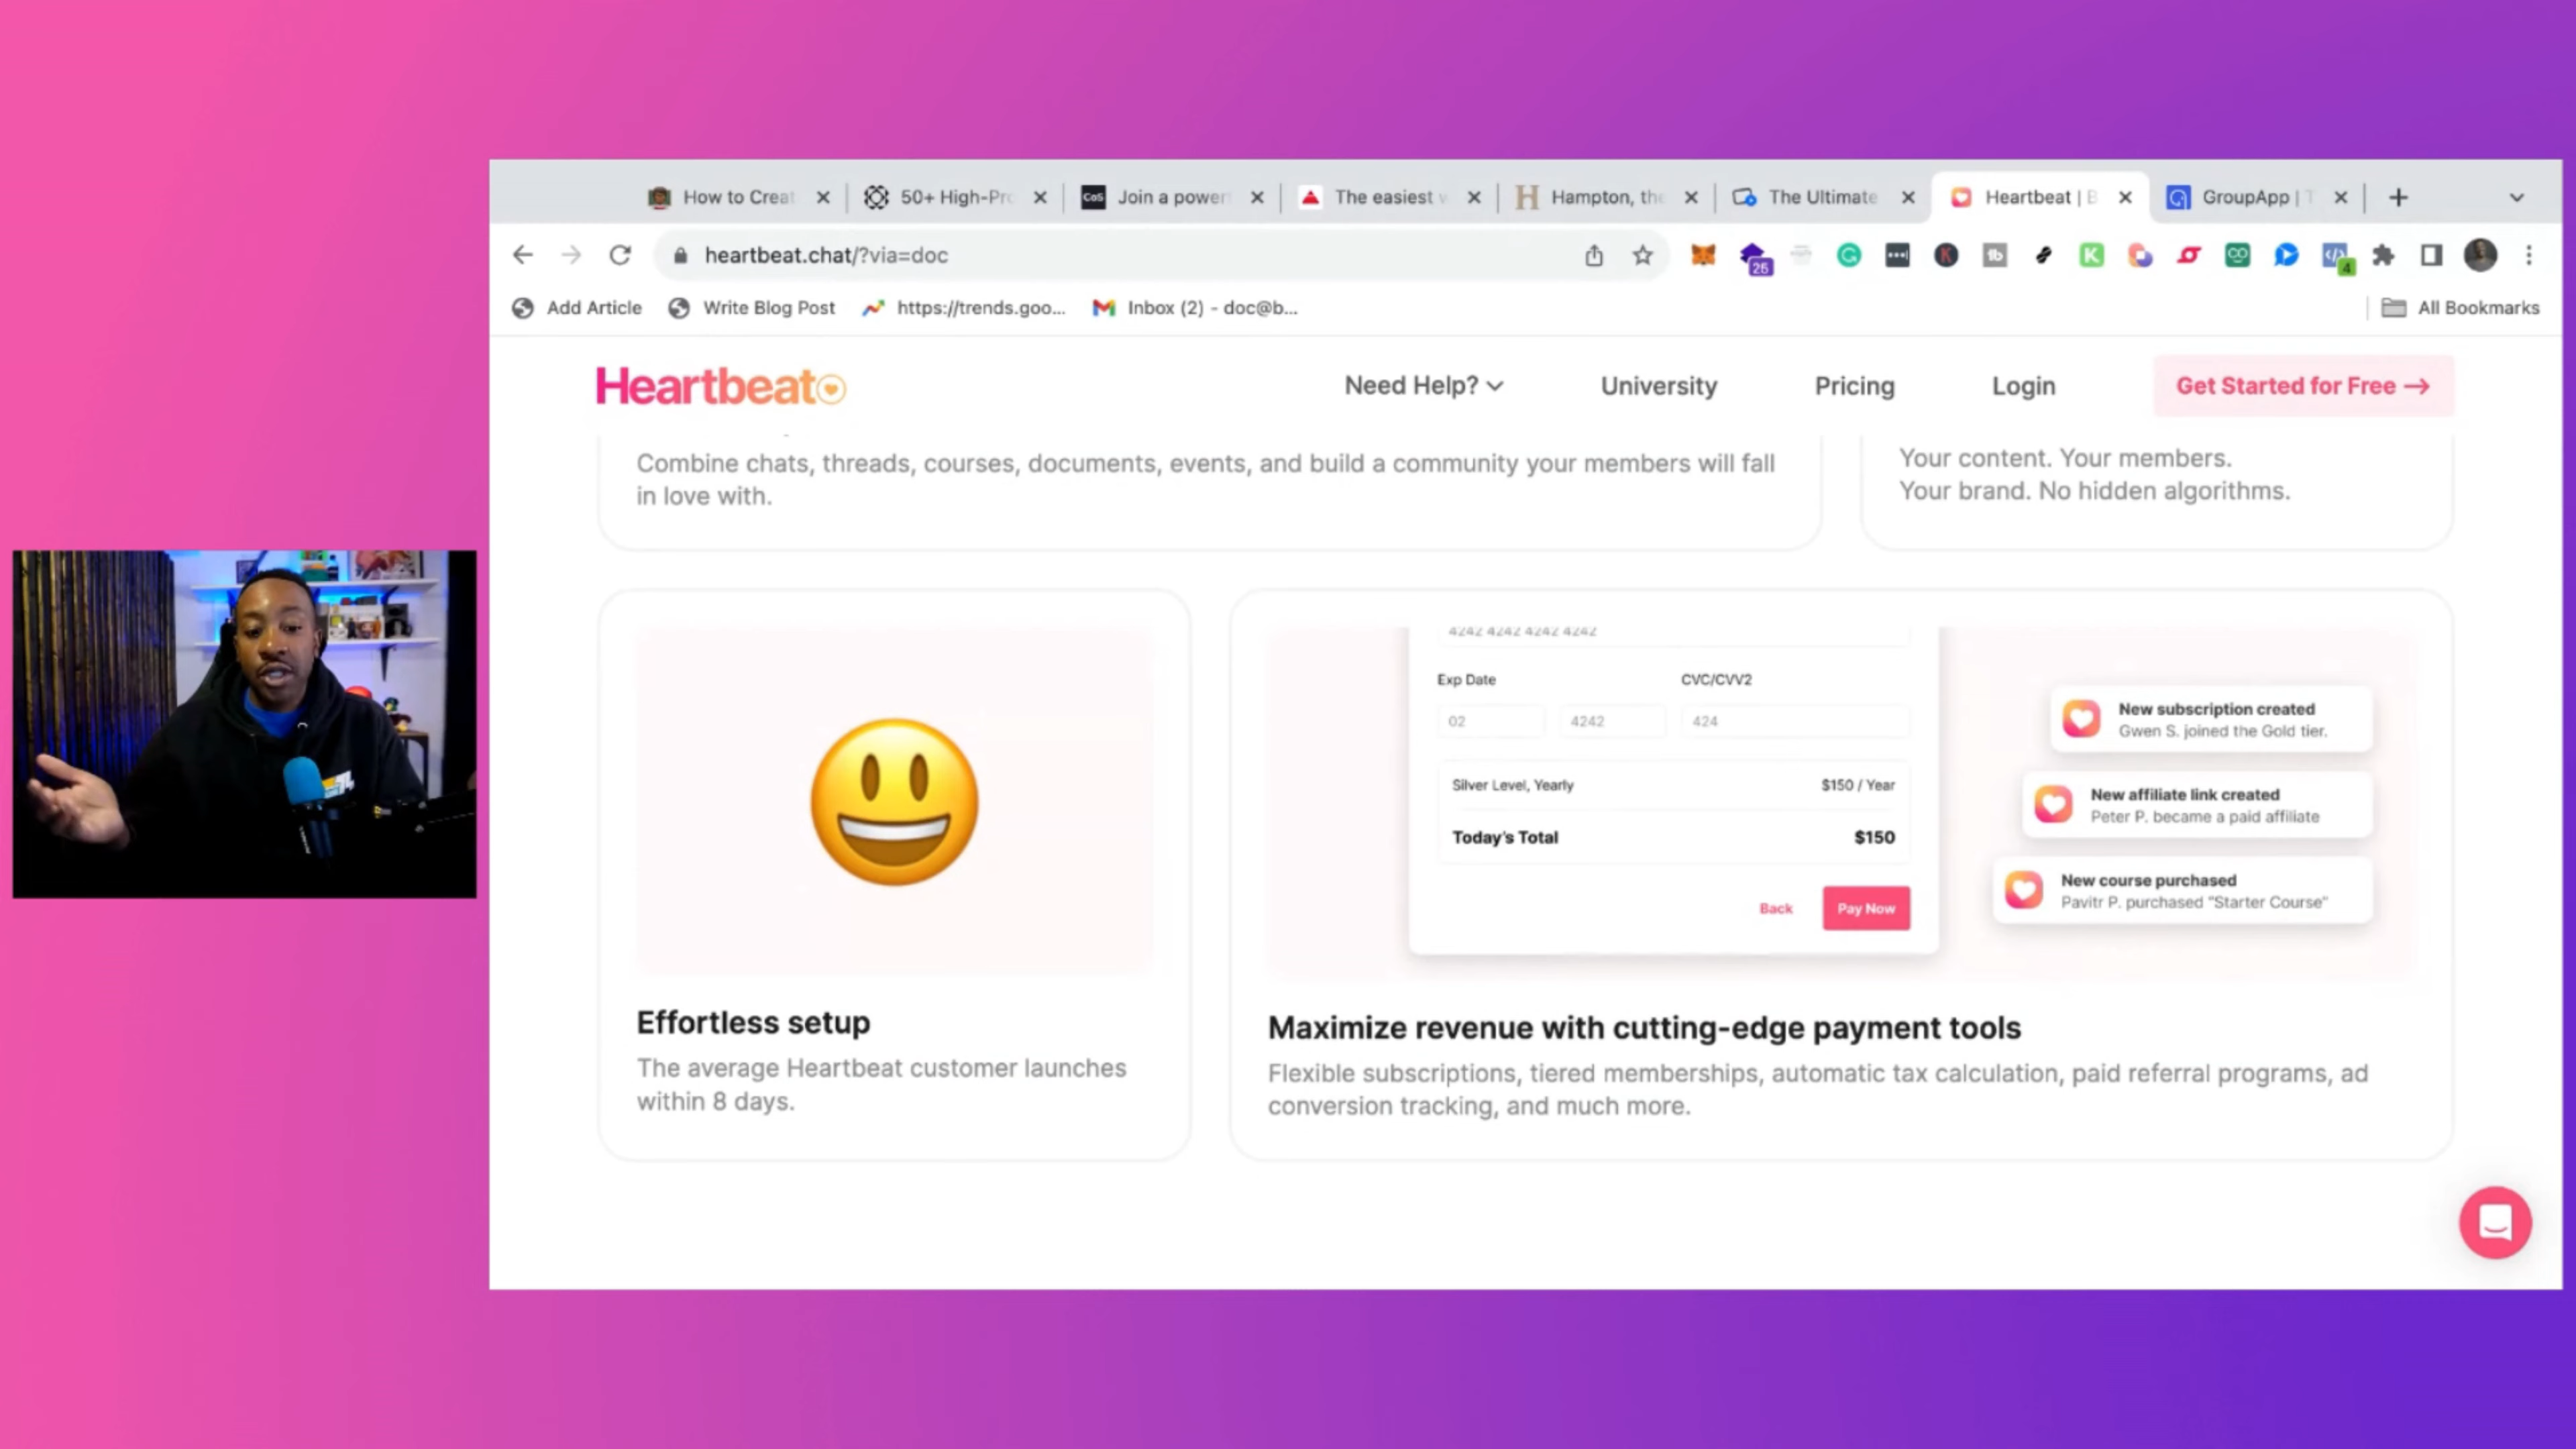 How to Creat
50+ High-Pro
CoS
Join a power
The easiest w
Hampton, the
The Ultimate
Heartbeat | B
GroupApp | T
heartbeat.chat/?via=doc
25
4
Add Article
Write Blog Post
https://trends.goo...
Inbox (2) - doc@b...
All Bookmarks
Heartbeat
Need Help?
University
Pricing
Login
Get Started for Free →
Combine chats, threads, courses, documents, events, and build a community your members will fall
in love with.
Your content. Your members.
Your brand. No hidden algorithms.
4242 4242 4242 4242
Exp Date
CVC/CVV2
02
4242
424
Silver Level, Yearly
$150 / Year
Today's Total
$150
Back
Pay Now
New subscription created
Gwen S. joined the Gold tier.
New affiliate link created
Peter P. became a paid affiliate
New course purchased
Pavitr P. purchased "Starter Course"
Effortless setup
The average Heartbeat customer launches
within 8 days.
Maximize revenue with cutting-edge payment tools
Flexible subscriptions, tiered memberships, automatic tax calculation, paid referral programs, ad
conversion tracking, and much more.